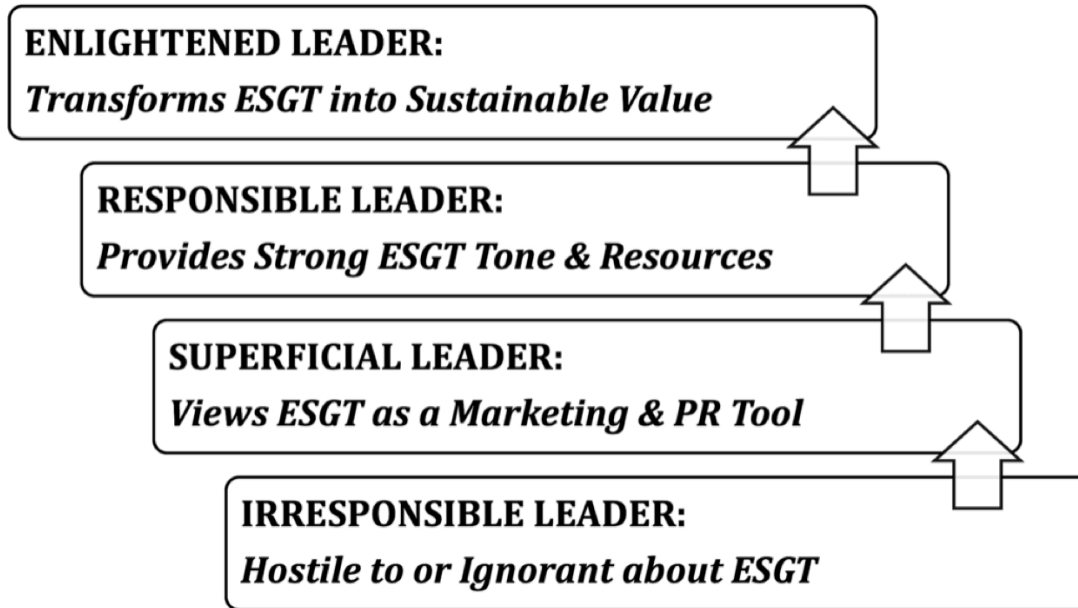 ENLIGHTENED LEADER:
Transforms ESGT into Sustainable Value
RESPONSIBLE LEADER:
Provides Strong ESGT Tone & Resources
SUPERFICIAL LEADER:
Views ESGT as a Marketing & PR Tool
IRRESPONSIBLE LEADER:
Hostile to or Ignorant about ESGT